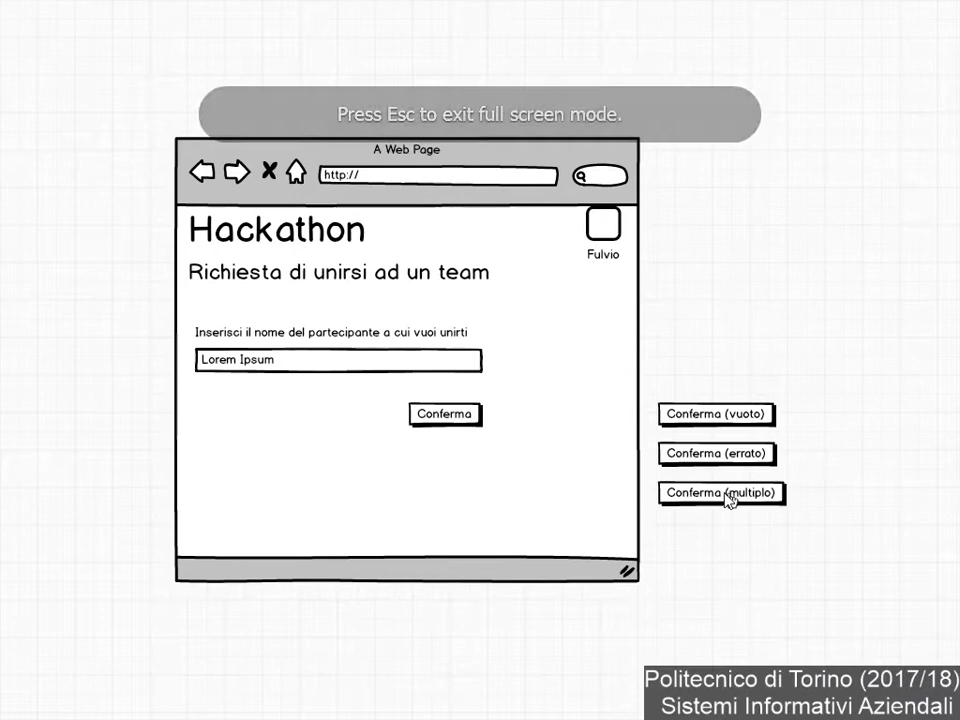 Press Esc to exit full screen mode.
A Web Page
http://
Hackathon
Fulvio
Richiesta di unirsi ad un team
Inserisci il nome del partecipante a cui vuoi unirti
Lorem Ipsum
Conferma
Conferma (vuoto)
Conferma (errato)
Conferma (multiplo)
Politecnico di Torino (2017/18)
Sistemi Informativi Aziendali